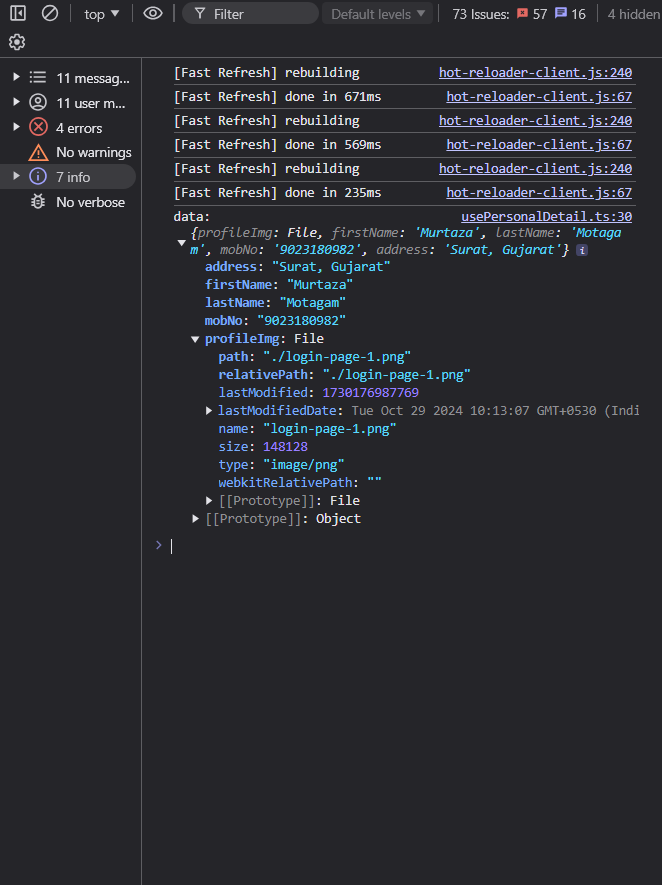 top
Filter
Default levels
73 Issues:
57
16
4 hidden
11 messag...
11 user m...
4 errors
No warnings
7 info
No verbose
[Fast Refresh] rebuilding hot-reloader-client.js:240
[Fast Refresh] done in 671ms hot-reloader-client.js:67
[Fast Refresh] rebuilding hot-reloader-client.js:240
[Fast Refresh] done in 569ms hot-reloader-client.js:67
[Fast Refresh] rebuilding hot-reloader-client.js:240
[Fast Refresh] done in 235ms hot-reloader-client.js:67
data: usePersonalDetail.ts:30
{profileImg: File, firstName: 'Murtaza', lastName: 'Motaga
m', mobNo: '9023180982', address: 'Surat, Gujarat'} i
address: "Surat, Gujarat"
firstName: "Murtaza"
lastName: "Motagam"
mobNo: "9023180982"
profileImg: File
path: "./login-page-1.png"
relativePath: "./login-page-1.png"
lastModified: 1730176987769
lastModifiedDate: Tue Oct 29 2024 10:13:07 GMT+0530 (Indi
name: "login-page-1.png"
size: 148128
type: "image/png"
webkitRelativePath: ""
[[Prototype]]: File
[[Prototype]]: Object